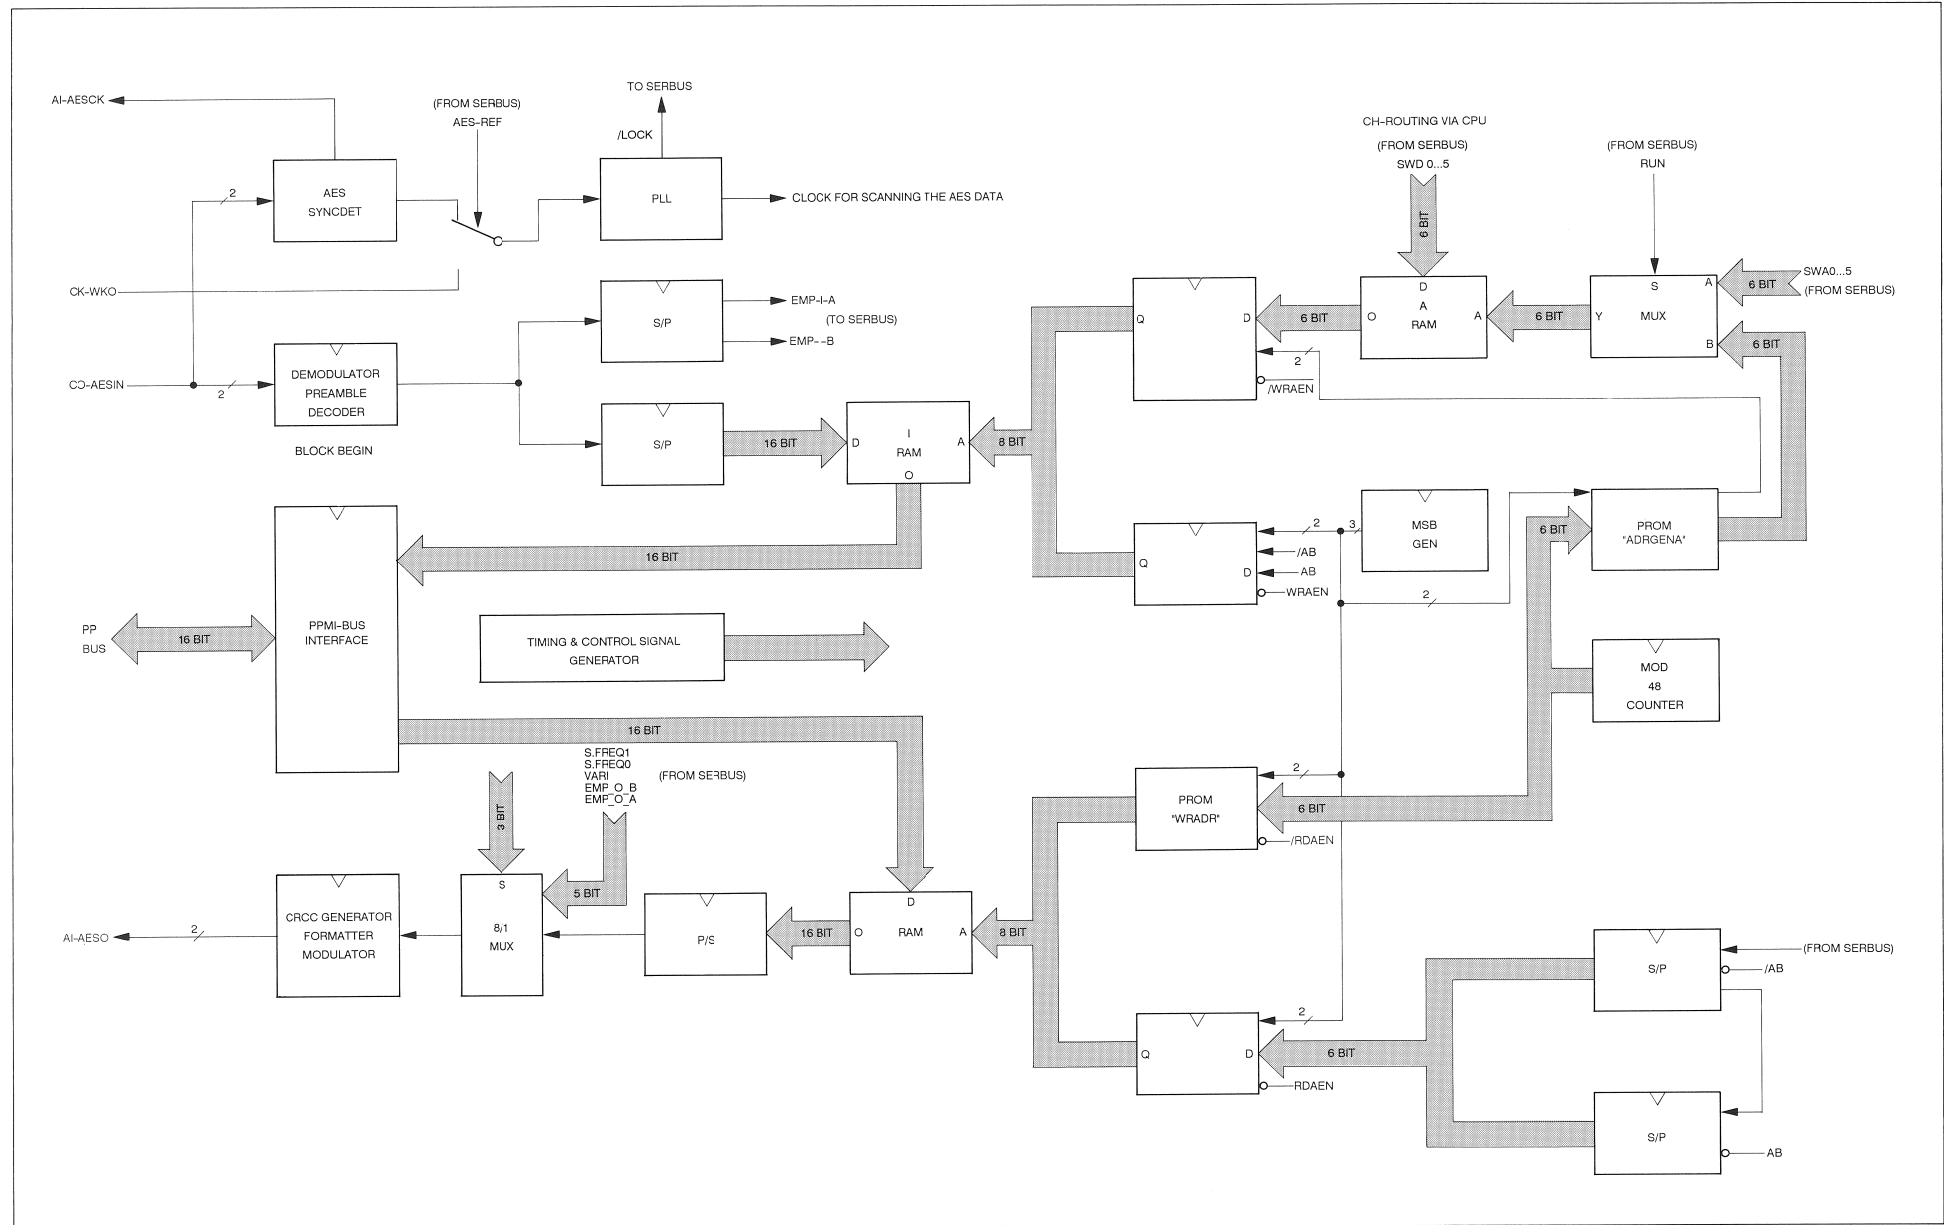 TO SERBUS
AI-AESCK
(FROM SERBUS)
AES-REF
/LOCK
AES
SYNCDET
2
PLL
CLOCK FOR SCANNING THE AES DATA
CK-WKO
S/P
EMP-I-A
(TO SERBUS)
EMP--B
CO-AESIN
2
DEMODULATOR
PREAMBLE
DECODER
BLOCK BEGIN
S/P
16 BIT
D
I
RAM
A
O
8 BIT
CH-ROUTING VIA CPU
(FROM SERBUS)
SWD 0...5
6 BIT
(FROM SERBUS)
RUN
Q
D
2
/WRAEN
6 BIT
D
A
RAM
O
A
6 BIT
S
MUX
Y
A
B
6 BIT
SWA0...5
(FROM SERBUS)
6 BIT
Q
D
2
/AB
AB
WRAEN
3
MSB
GEN
2
6 BIT
PROM
"ADRGENA"
MOD
48
COUNTER
16 BIT
PP
BUS
16 BIT
PPMI-BUS
INTERFACE
TIMING & CONTROL SIGNAL
GENERATOR
16 BIT
S.FREQ1
S.FREQ0
VARI
EMP_O_B
EMP_O_A
(FROM SERBUS)
3 BIT
5 BIT
PROM
"WRADR"
2
6 BIT
/RDAEN
AI-AESO
2
CRCC GENERATOR
FORMATTER
MODULATOR
S
8/1
MUX
P/S
16 BIT
D
O
RAM
A
8 BIT
Q
D
2
6 BIT
RDAEN
S/P
(FROM SERBUS)
/AB
S/P
AB